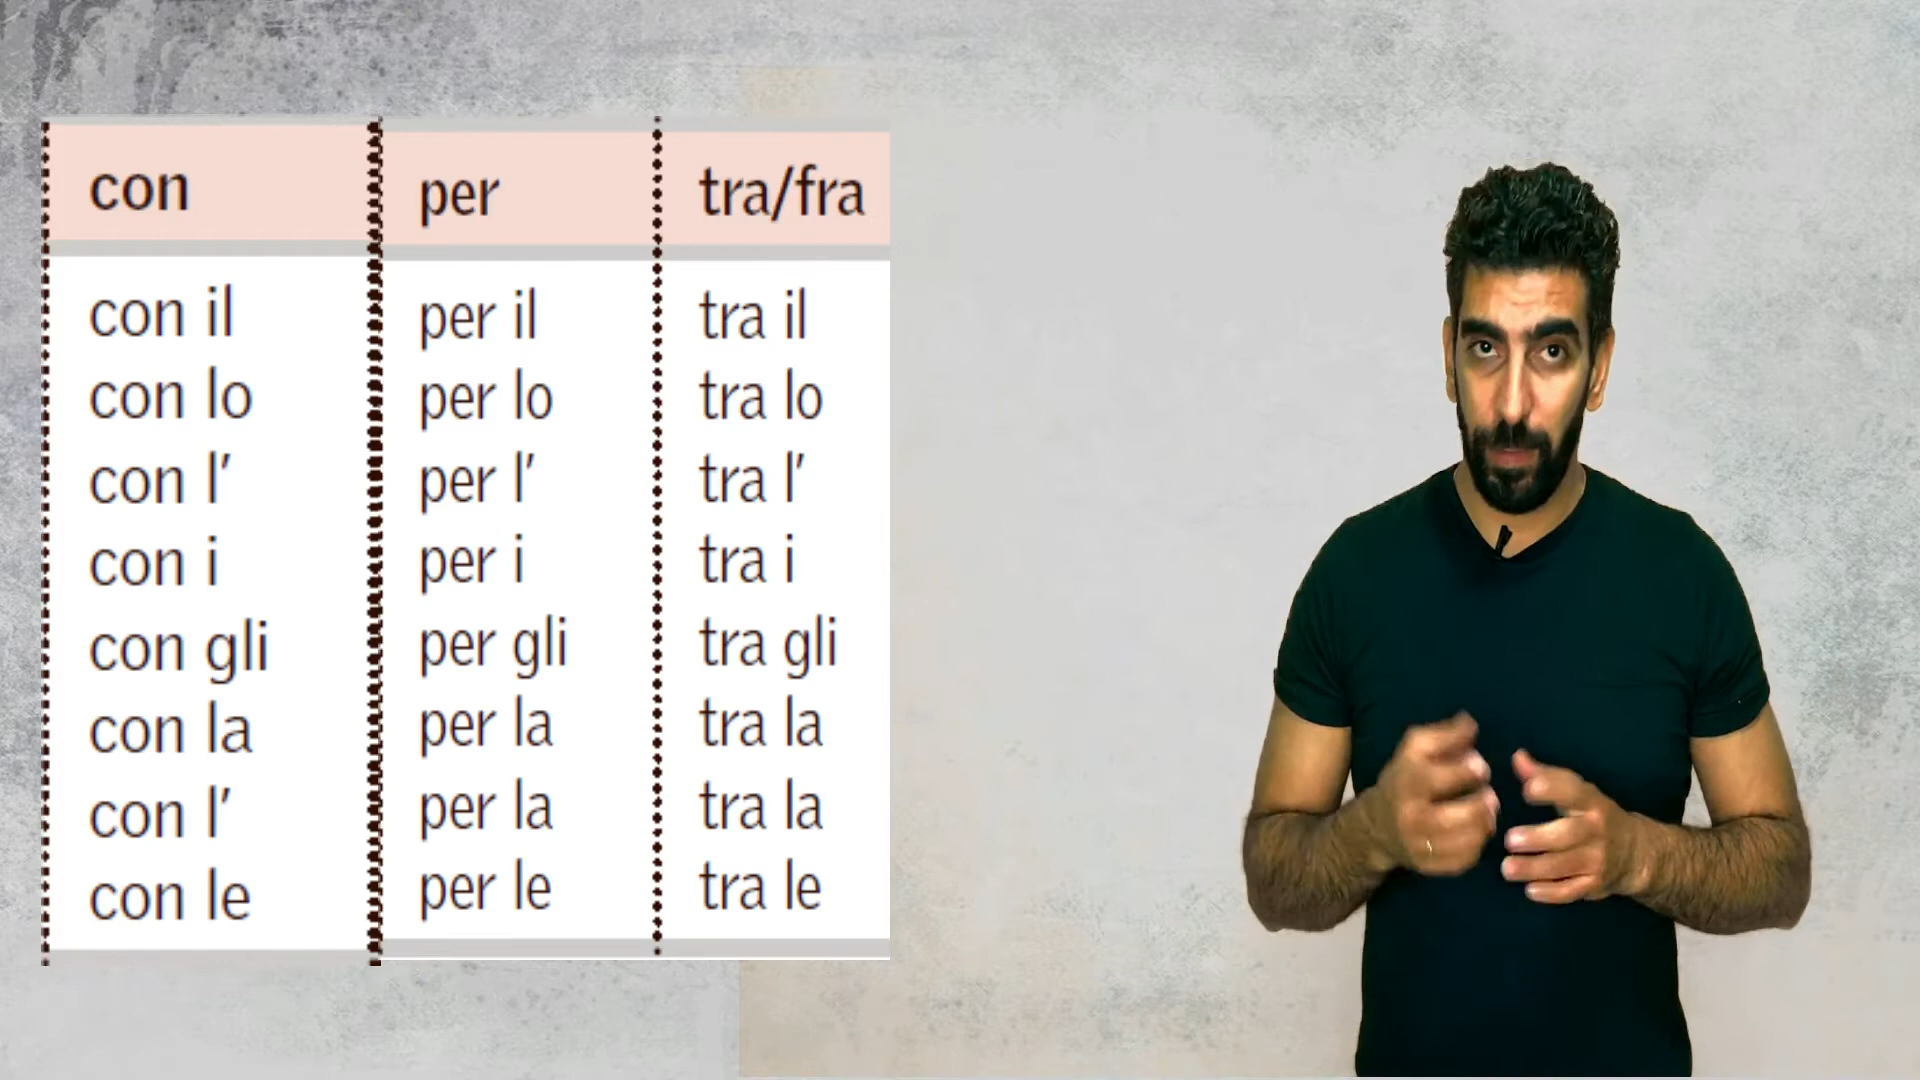 con per tra/fra
con il per il tra il
con lo per lo tra lo
con l’ per l’ tra l’
con i per i tra i
con gli per gli tra gli
con la per la tra la
con l’ per la tra la
con le per le tra le